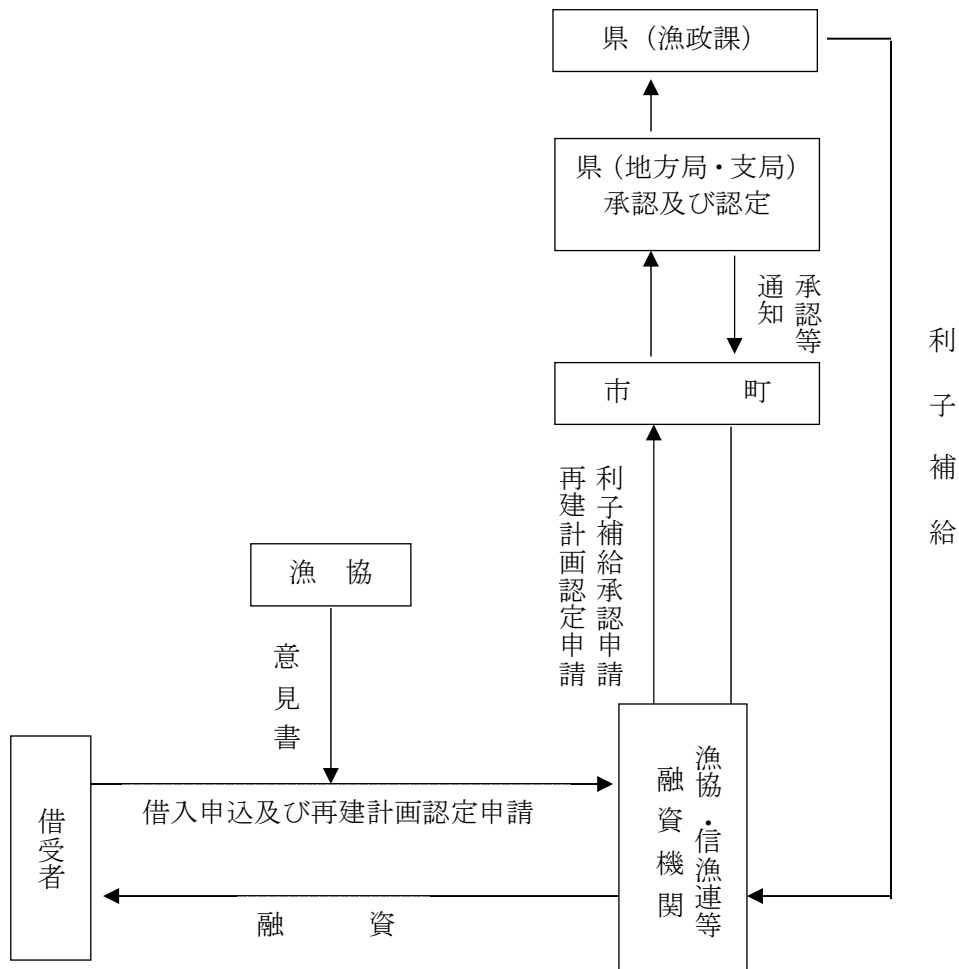 県（漁政課）
県（地方局・支局）
承認及び認定
承認等
通知
市　　　町
利子補給
利子補給承認申請
再建計画認定申請
漁　協
意見書
借受者
借入申込及び再建計画認定申請
漁協・信漁連等
融資機関
融　　　資